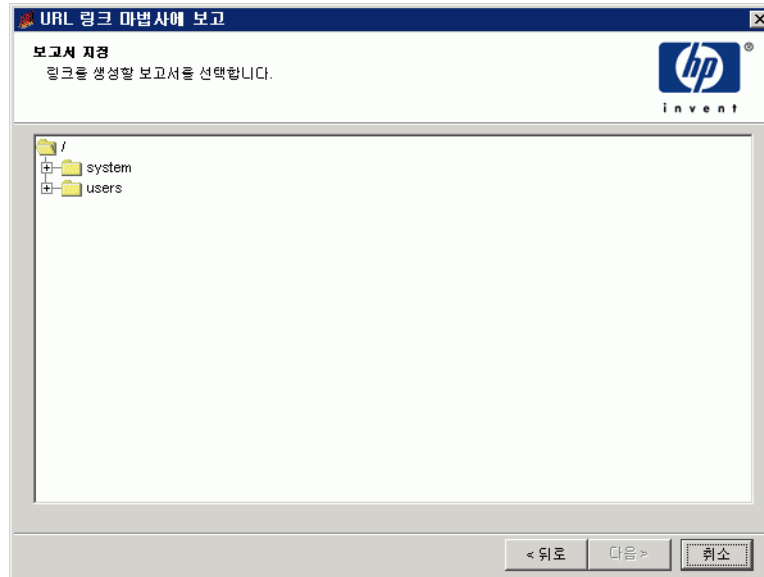 URL 링크 마법사에 보고
보고서 지정
링크를 생성할 보고서를 선택합니다.
hp
®
invent
/
system
users
<뒤로 다음> 취소